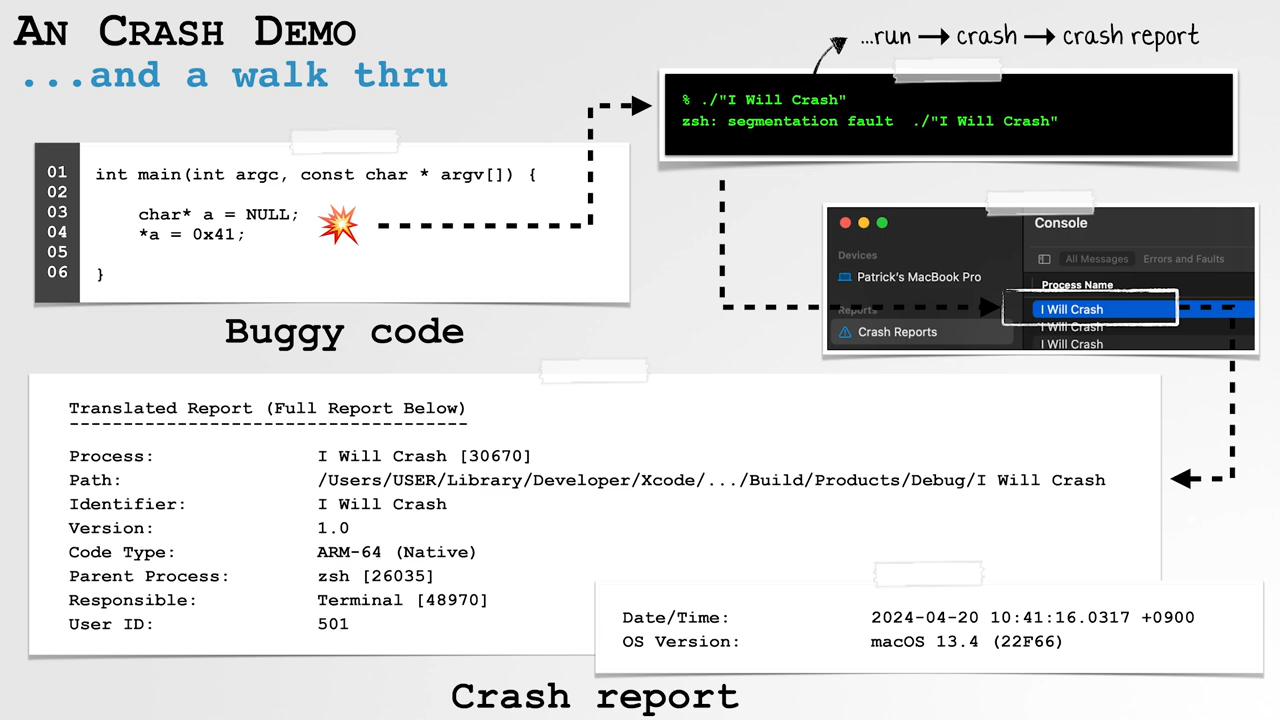 AN CRASH DEMO
...and a walk thru
...run → crash → crash report
% ./"I Will Crash"
zsh: segmentation fault  ./"I Will Crash"
01 int main(int argc, const char * argv[]) {
02
03 char* a = NULL;
04 *a = 0x41;
05
06 }
Buggy code
Console
Devices
All Messages Errors and Faults
Patrick's MacBook Pro
Process Name
Reports
I Will Crash
Crash Reports
I Will Crash
I Will Crash
Translated Report (Full Report Below)
-------------------------------------
Process: I Will Crash [30670]
Path: /Users/USER/Library/Developer/Xcode/.../Build/Products/Debug/I Will Crash
Identifier: I Will Crash
Version: 1.0
Code Type: ARM-64 (Native)
Parent Process: zsh [26035]
Responsible: Terminal [48970]
User ID: 501
Date/Time: 2024-04-20 10:41:16.0317 +0900
OS Version: macOS 13.4 (22F66)
Crash report